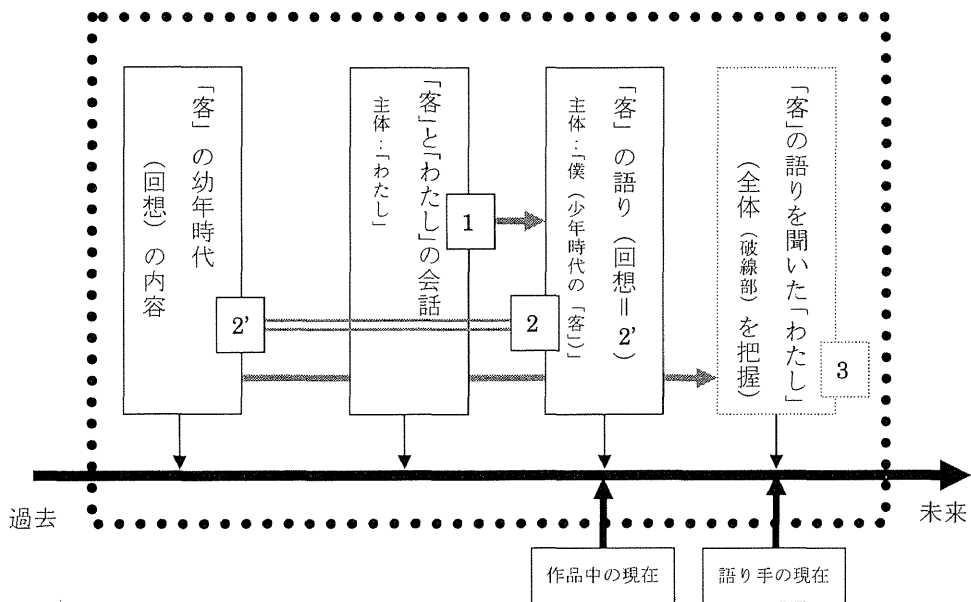 「客」の幼年時代
（回想）の内容
2'
「客」と「わたし」の会話
主体：「わたし」
1
「客」の語り（回想＝2'）
主体：「僕（少年時代の「客」）」
2
「客」の語りを聞いた「わたし」
（全体（破線部）を把握）
3
過去
未来
作品中の現在
語り手の現在